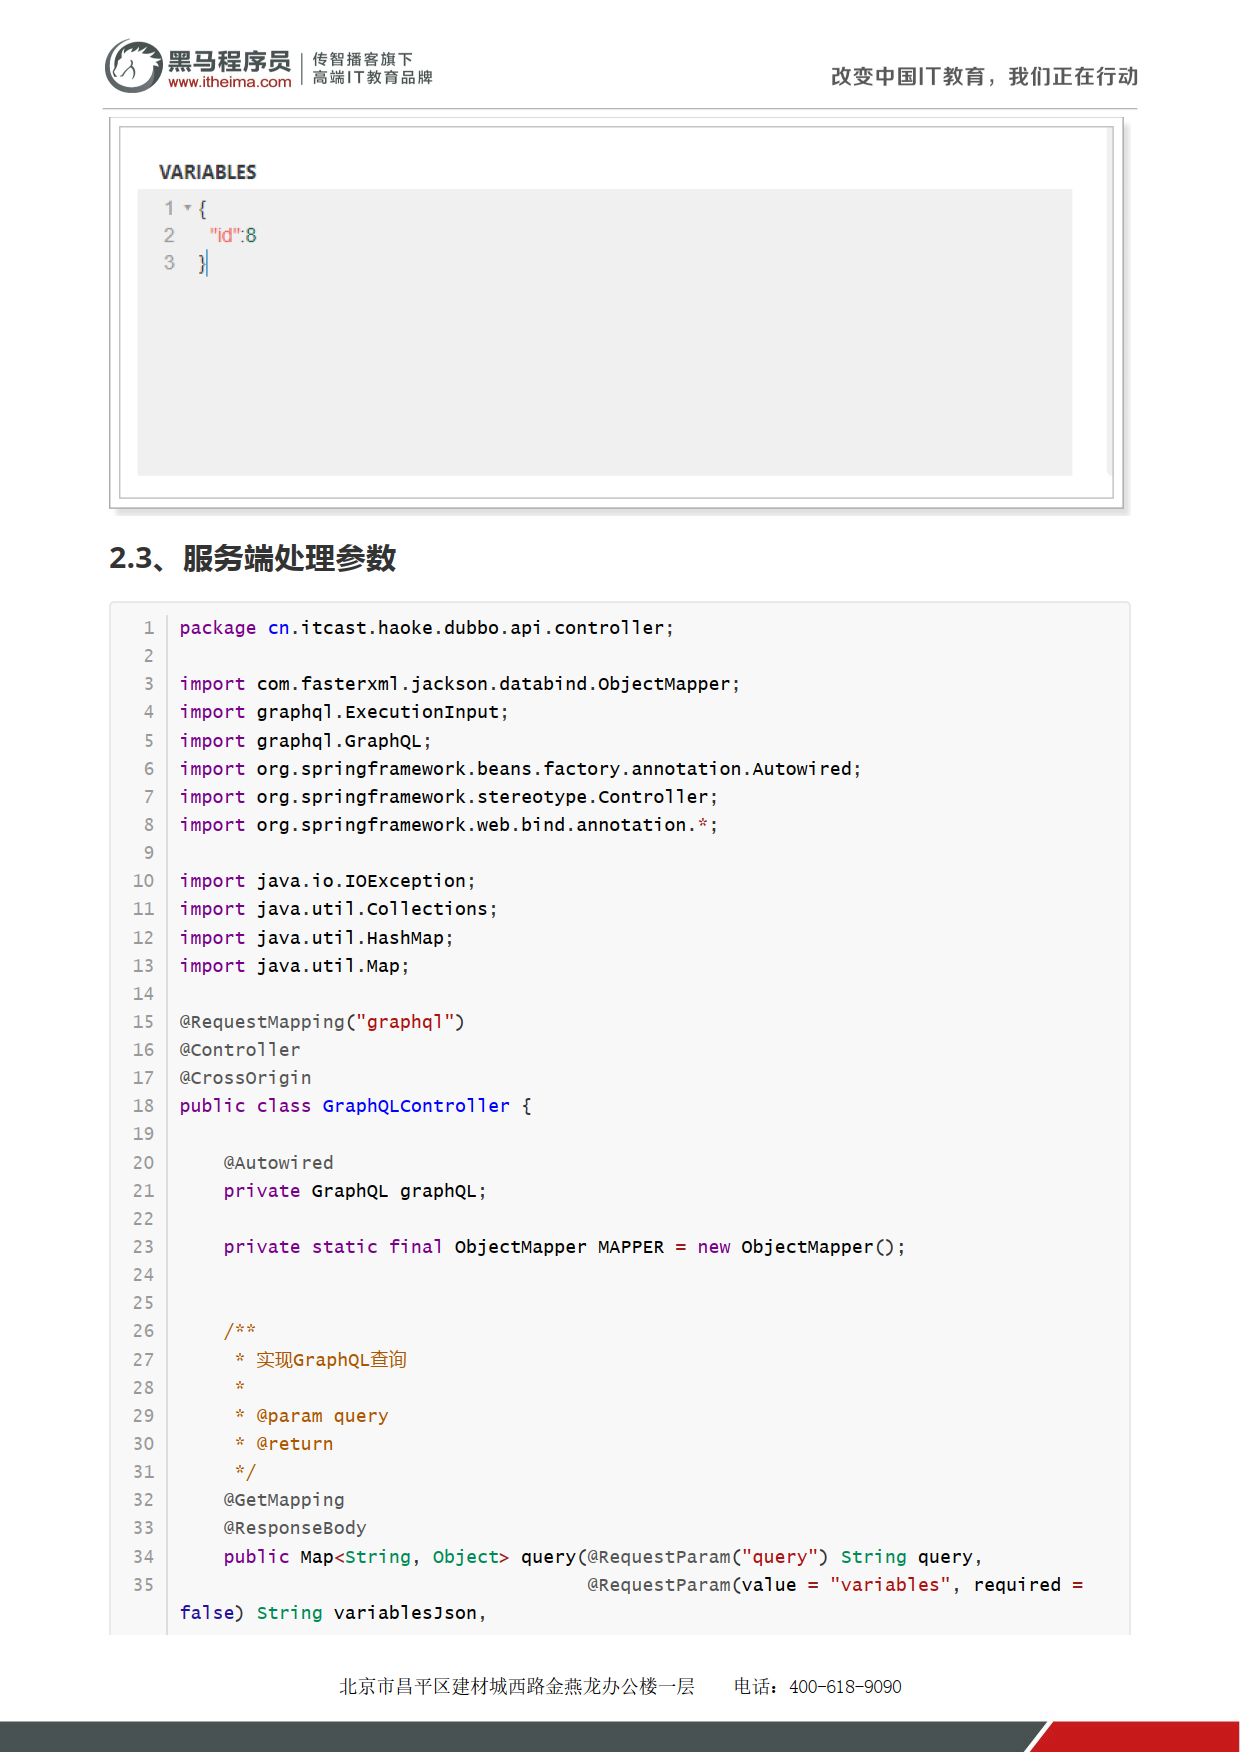 黑马程序员
www.itheima.com
传智播客旗下
高端IT教育品牌
改变中国IT教育，我们正在行动
VARIABLES
1 {
2 "id":8
3 }
2.3、服务端处理参数
1 package cn.itcast.haoke.dubbo.api.controller;
2
3 import com.fasterxml.jackson.databind.ObjectMapper;
4 import graphql.ExecutionInput;
5 import graphql.GraphQL;
6 import org.springframework.beans.factory.annotation.Autowired;
7 import org.springframework.stereotype.Controller;
8 import org.springframework.web.bind.annotation.*;
9
10 import java.io.IOException;
11 import java.util.Collections;
12 import java.util.HashMap;
13 import java.util.Map;
14
15 @RequestMapping("graphql")
16 @Controller
17 @CrossOrigin
18 public class GraphQLController {
19
20     @Autowired
21     private GraphQL graphQL;
22
23     private static final ObjectMapper MAPPER = new ObjectMapper();
24
25
26     /**
27      * 实现GraphQL查询
28      *
29      * @param query
30      * @return
31      */
32     @GetMapping
33     @ResponseBody
34     public Map<String, Object> query(@RequestParam("query") String query,
35                                      @RequestParam(value = "variables", required =
false) String variablesJson,
北京市昌平区建材城西路金燕龙办公楼一层 电话：400-618-9090